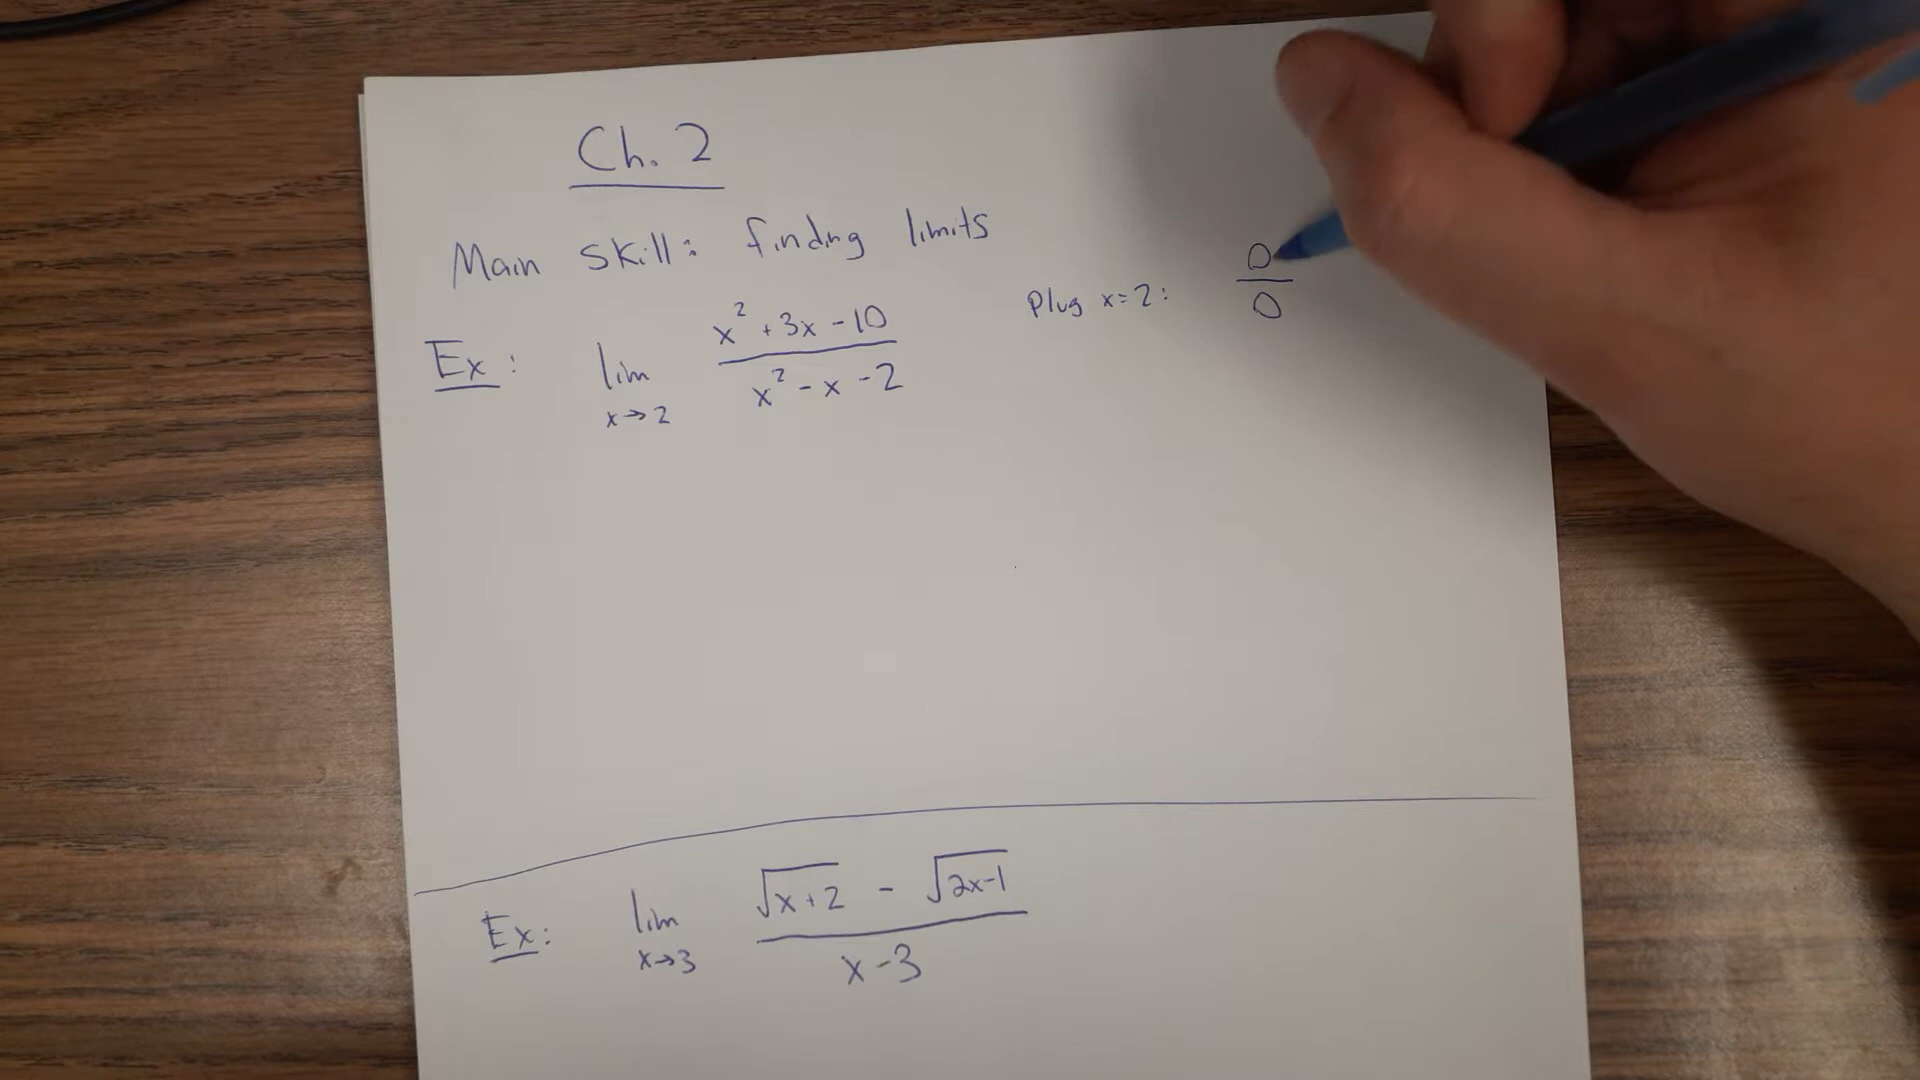 Ch. 2
Main skill: finding limits
Ex: lim x→2 (x² + 3x - 10)/(x² - x - 2)
Plug x=2: 0/0
Ex: lim x→3 (√(x+2) - √(2x-1))/(x-3)